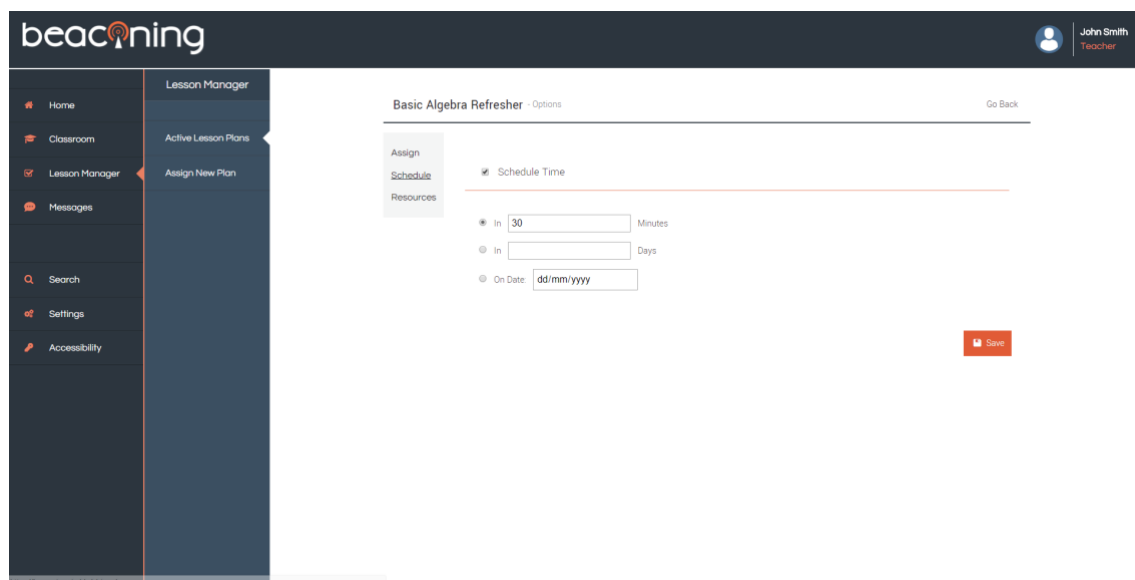 beaconing
John Smith
Teacher
Lesson Manager
Home
Classroom
Lesson Manager
Messages
Search
Settings
Accessibility
Active Lesson Plans
Assign New Plan
Basic Algebra Refresher - Options
Go Back
Assign
Schedule
Resources
Schedule Time
In 30 Minutes
In Days
On Date: dd/mm/yyyy
Save